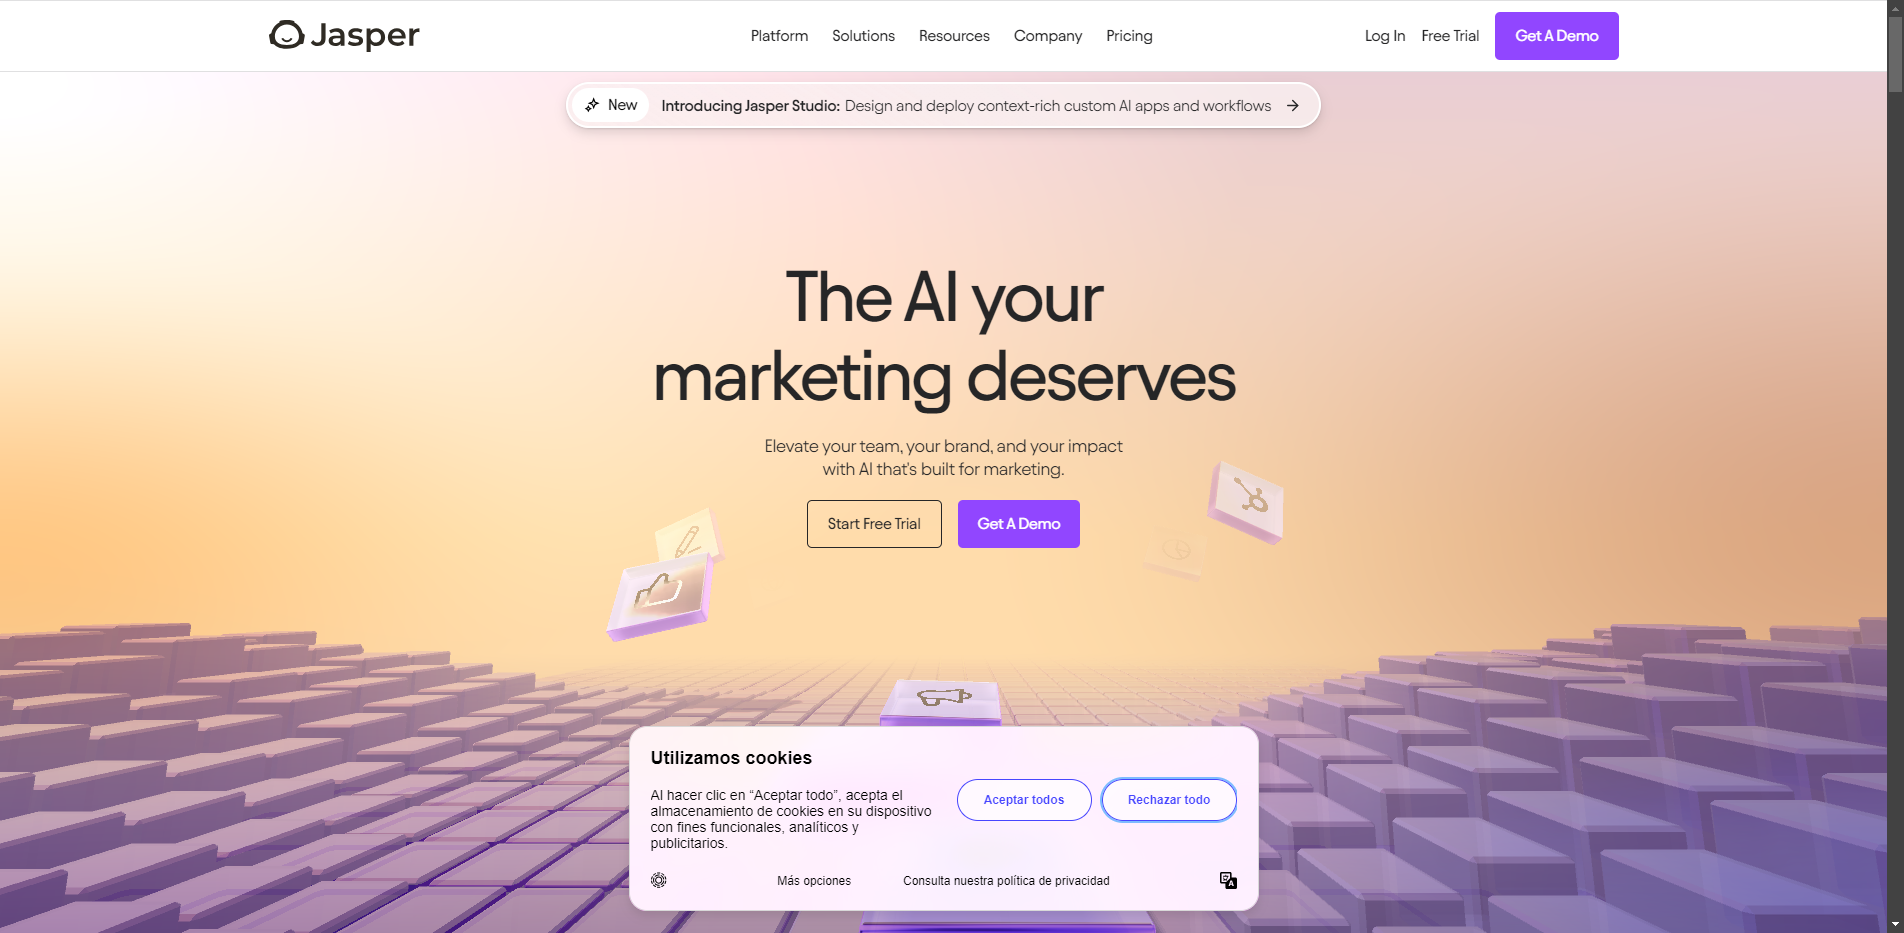 Jasper
Platform Solutions Resources Company Pricing
Log In Free Trial Get A Demo
New Introducing Jasper Studio: Design and deploy context-rich custom AI apps and workflows
The AI your
marketing deserves
Elevate your team, your brand, and your impact
with AI that's built for marketing.
Start Free Trial Get A Demo
Utilizamos cookies
Al hacer clic en “Aceptar todo”, acepta el
almacenamiento de cookies en su dispositivo
con fines funcionales, analíticos y
publicitarios.
Aceptar todos Rechazar todo
Más opciones Consulta nuestra política de privacidad